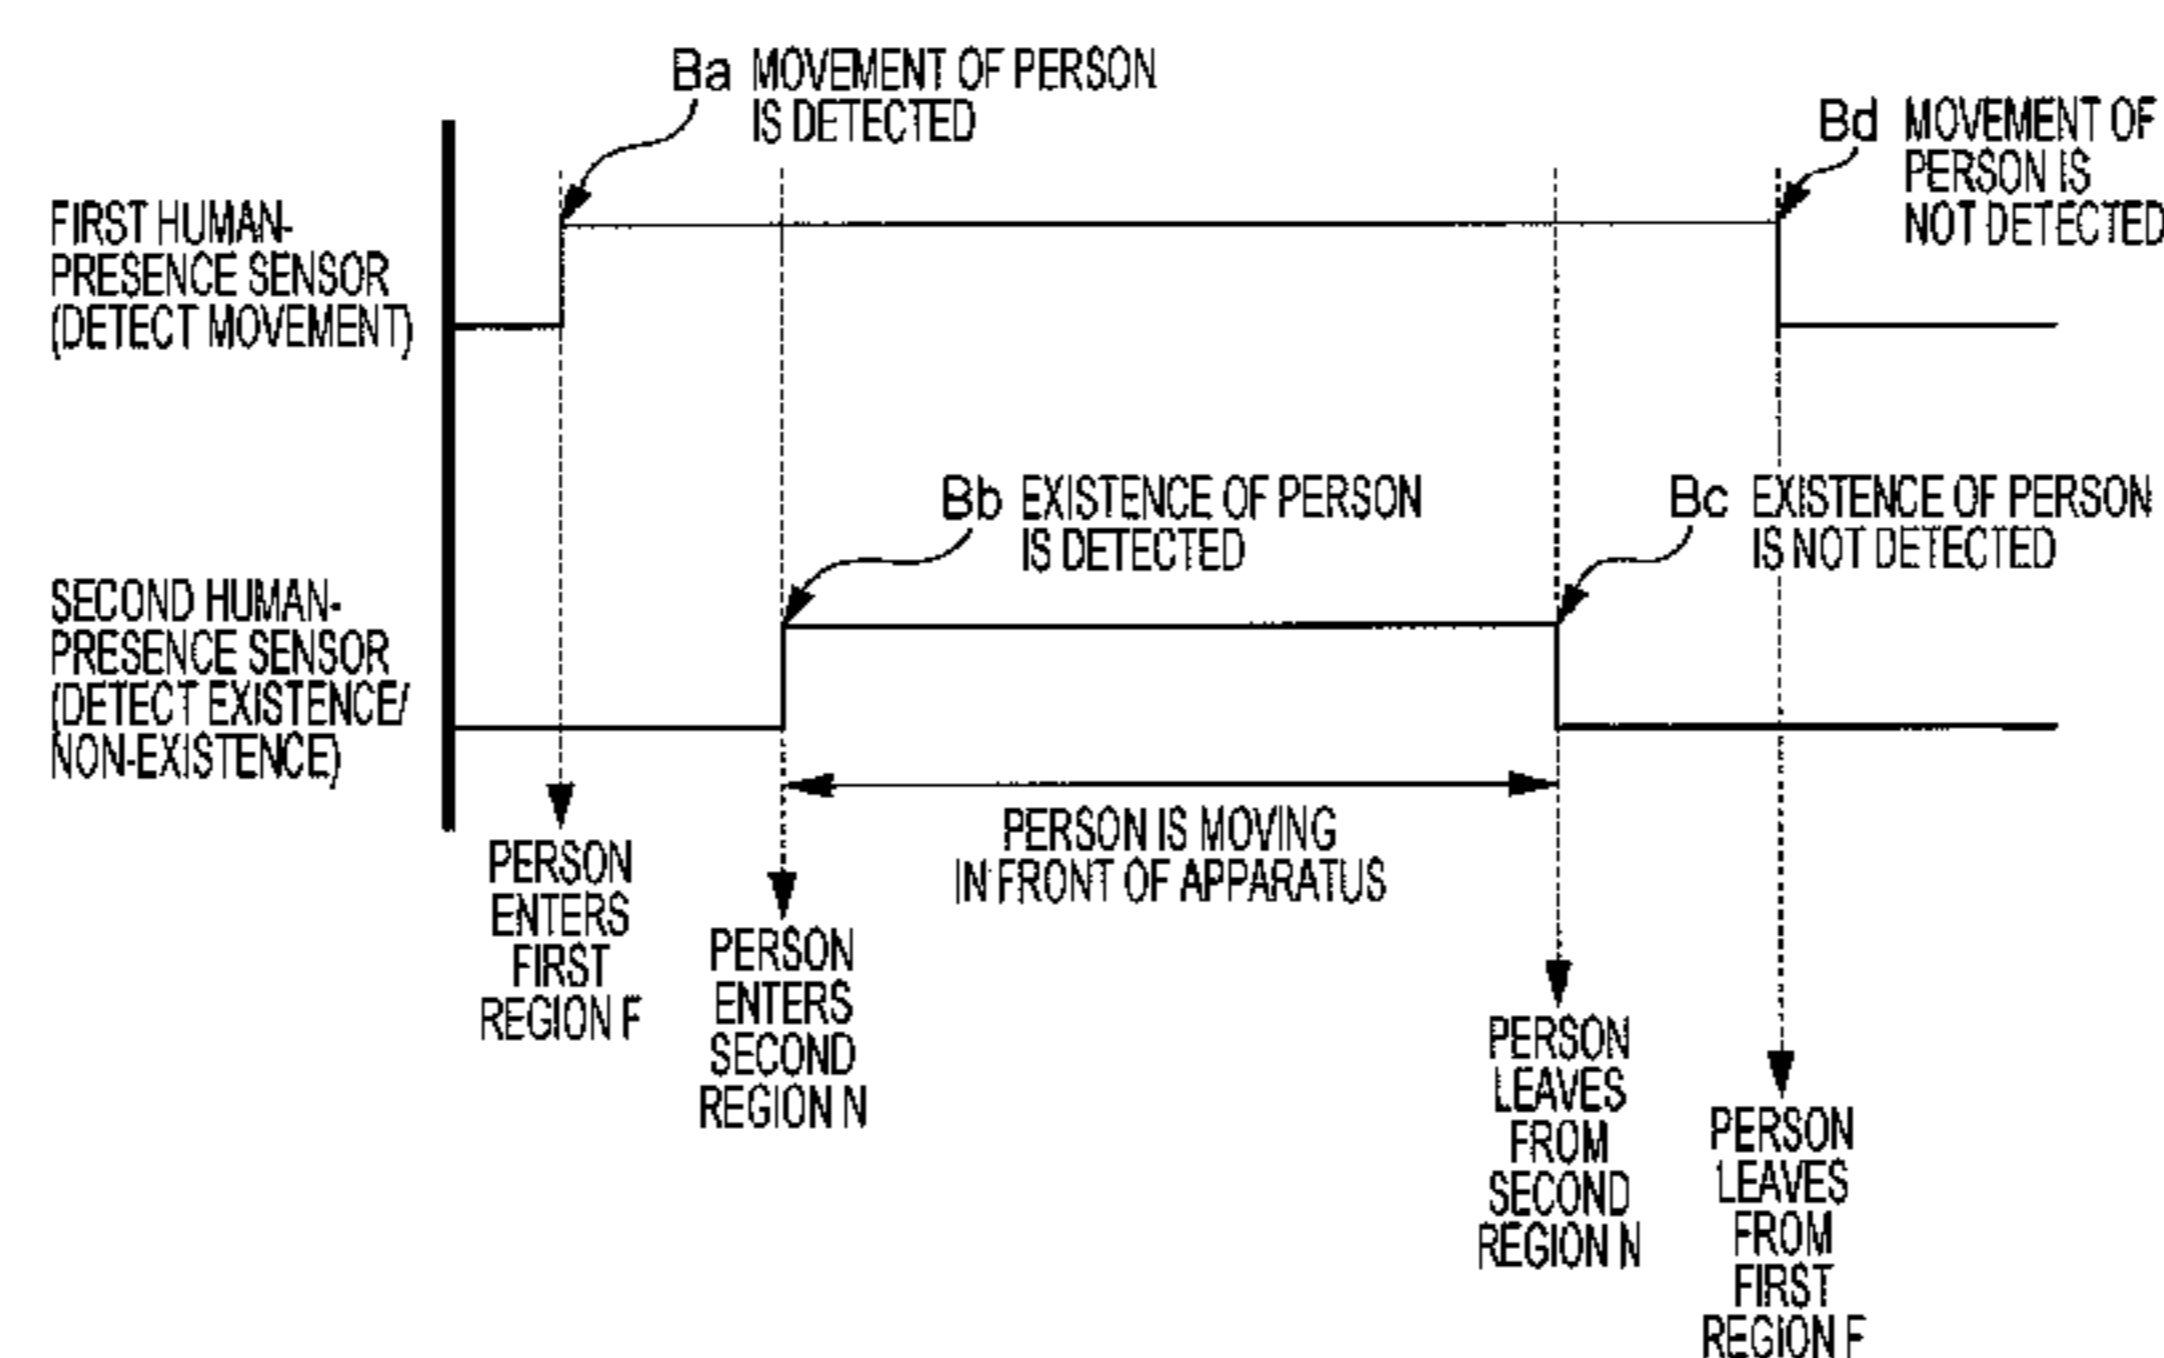 Ba MOVEMENT OF PERSON
IS DETECTED
Bd MOVEMENT OF
PERSON IS
NOT DETECTED
FIRST HUMAN-
PRESENCE SENSOR
(DETECT MOVEMENT)
Bb EXISTENCE OF PERSON
IS DETECTED
Bc EXISTENCE OF PERSON
IS NOT DETECTED
SECOND HUMAN-
PRESENCE SENSOR
(DETECT EXISTENCE/
NON-EXISTENCE)
PERSON IS MOVING
IN FRONT OF APPARATUS
PERSON
ENTERS
FIRST
REGION F
PERSON
ENTERS
SECOND
REGION N
PERSON
LEAVES
FROM
SECOND
REGION N
PERSON
LEAVES
FROM
FIRST
REGION F